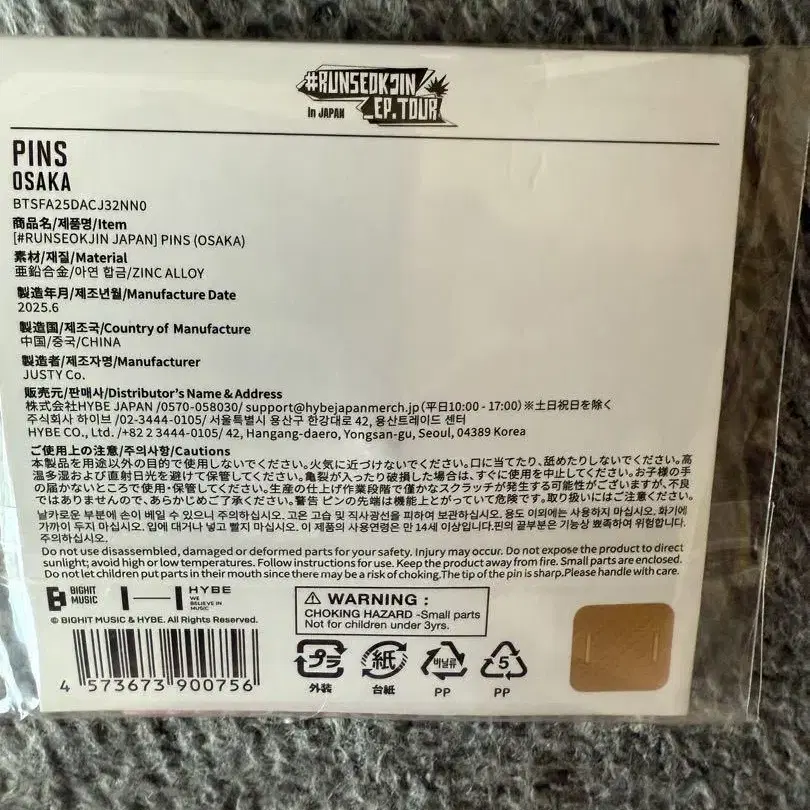 #RUNSEOKJIN
in JAPAN
_EP.TOUR
PINS
OSAKA
BTSFA25DACJ32NN0
商品名/제품명/Item
[#RUNSEOKJIN JAPAN] PINS (OSAKA)
素材/재질/Material
亜鉛合金/아연 합금/ZINC ALLOY
製造年月/제조년월/Manufacture Date
2025.6
製造国/제조국/Country of Manufacture
中国/중국/CHINA
製造者/제조자명/Manufacturer
JUSTY Co.
販売元/판매사/Distributor's Name & Address
株式会社HYBE JAPAN /0570-058030/ support@hybejapanmerch.jp (平日10:00 - 17:00) ※土日祝日を除く
주식회사 하이브 /02-3444-0105/ 서울특별시 용산구 한강대로 42, 용산트레이드 센터
HYBE CO., Ltd. /+82 2 3444-0105/ 42, Hangang-daero, Yongsan-gu, Seoul, 04389 Korea
ご使用上の注意/주의사항/Cautions
本製品を用途以外の目的で使用しないでください。火気に近づけないでください。口に当てたり、舐めたりしないでください。高
温多湿および直射日光を避けて保管してください。亀裂が入ったり破損した場合は、すぐに使用を中止してください。お子様の手
の届かないところで使用・保管してください。生産の仕上げ作業段階で僅かなスクラッチが発生する可能性がございますが、不良
ではありませんので、あらかじめご了承ください。警告 ピンの先端は機能上とがっていて危険です。取り扱いにはご注意ください。
날카로운 부분에 손이 베일 수 있으니 주의하십시오. 고온 고습 및 직사광선을 피하여 보관하십시오. 용도 이외에는 사용하지 마십시오. 화기에
가까이 두지 마십시오. 입에 대거나 넣고 빨지 마십시오. 이 제품의 사용연령은 만 14세 이상입니다.핀의 끝부분은 기능상 뾰족하여 위험합니다.
주의하십시오.
Do not use disassembled, damaged or deformed parts for your safety. Injury may occur. Do not expose the product to direct
sunlight; avoid high or low temperatures. Follow instructions for use. Keep the product away from fire. Small parts are enclosed.
Do not let children put parts in their mouth since there may be a risk of choking.The tip of the pin is sharp.Please handle with care.
BIGHIT
MUSIC
HYBE
WE
BELIEVE IN
MUSIC
© BIGHIT MUSIC & HYBE. All Rights Reserved.
⚠ WARNING :
CHOKING HAZARD -Small parts
Not for children under 3yrs.
4 573673 900756
プラ
外装
紙
台紙
비닐류
PP
5
PP